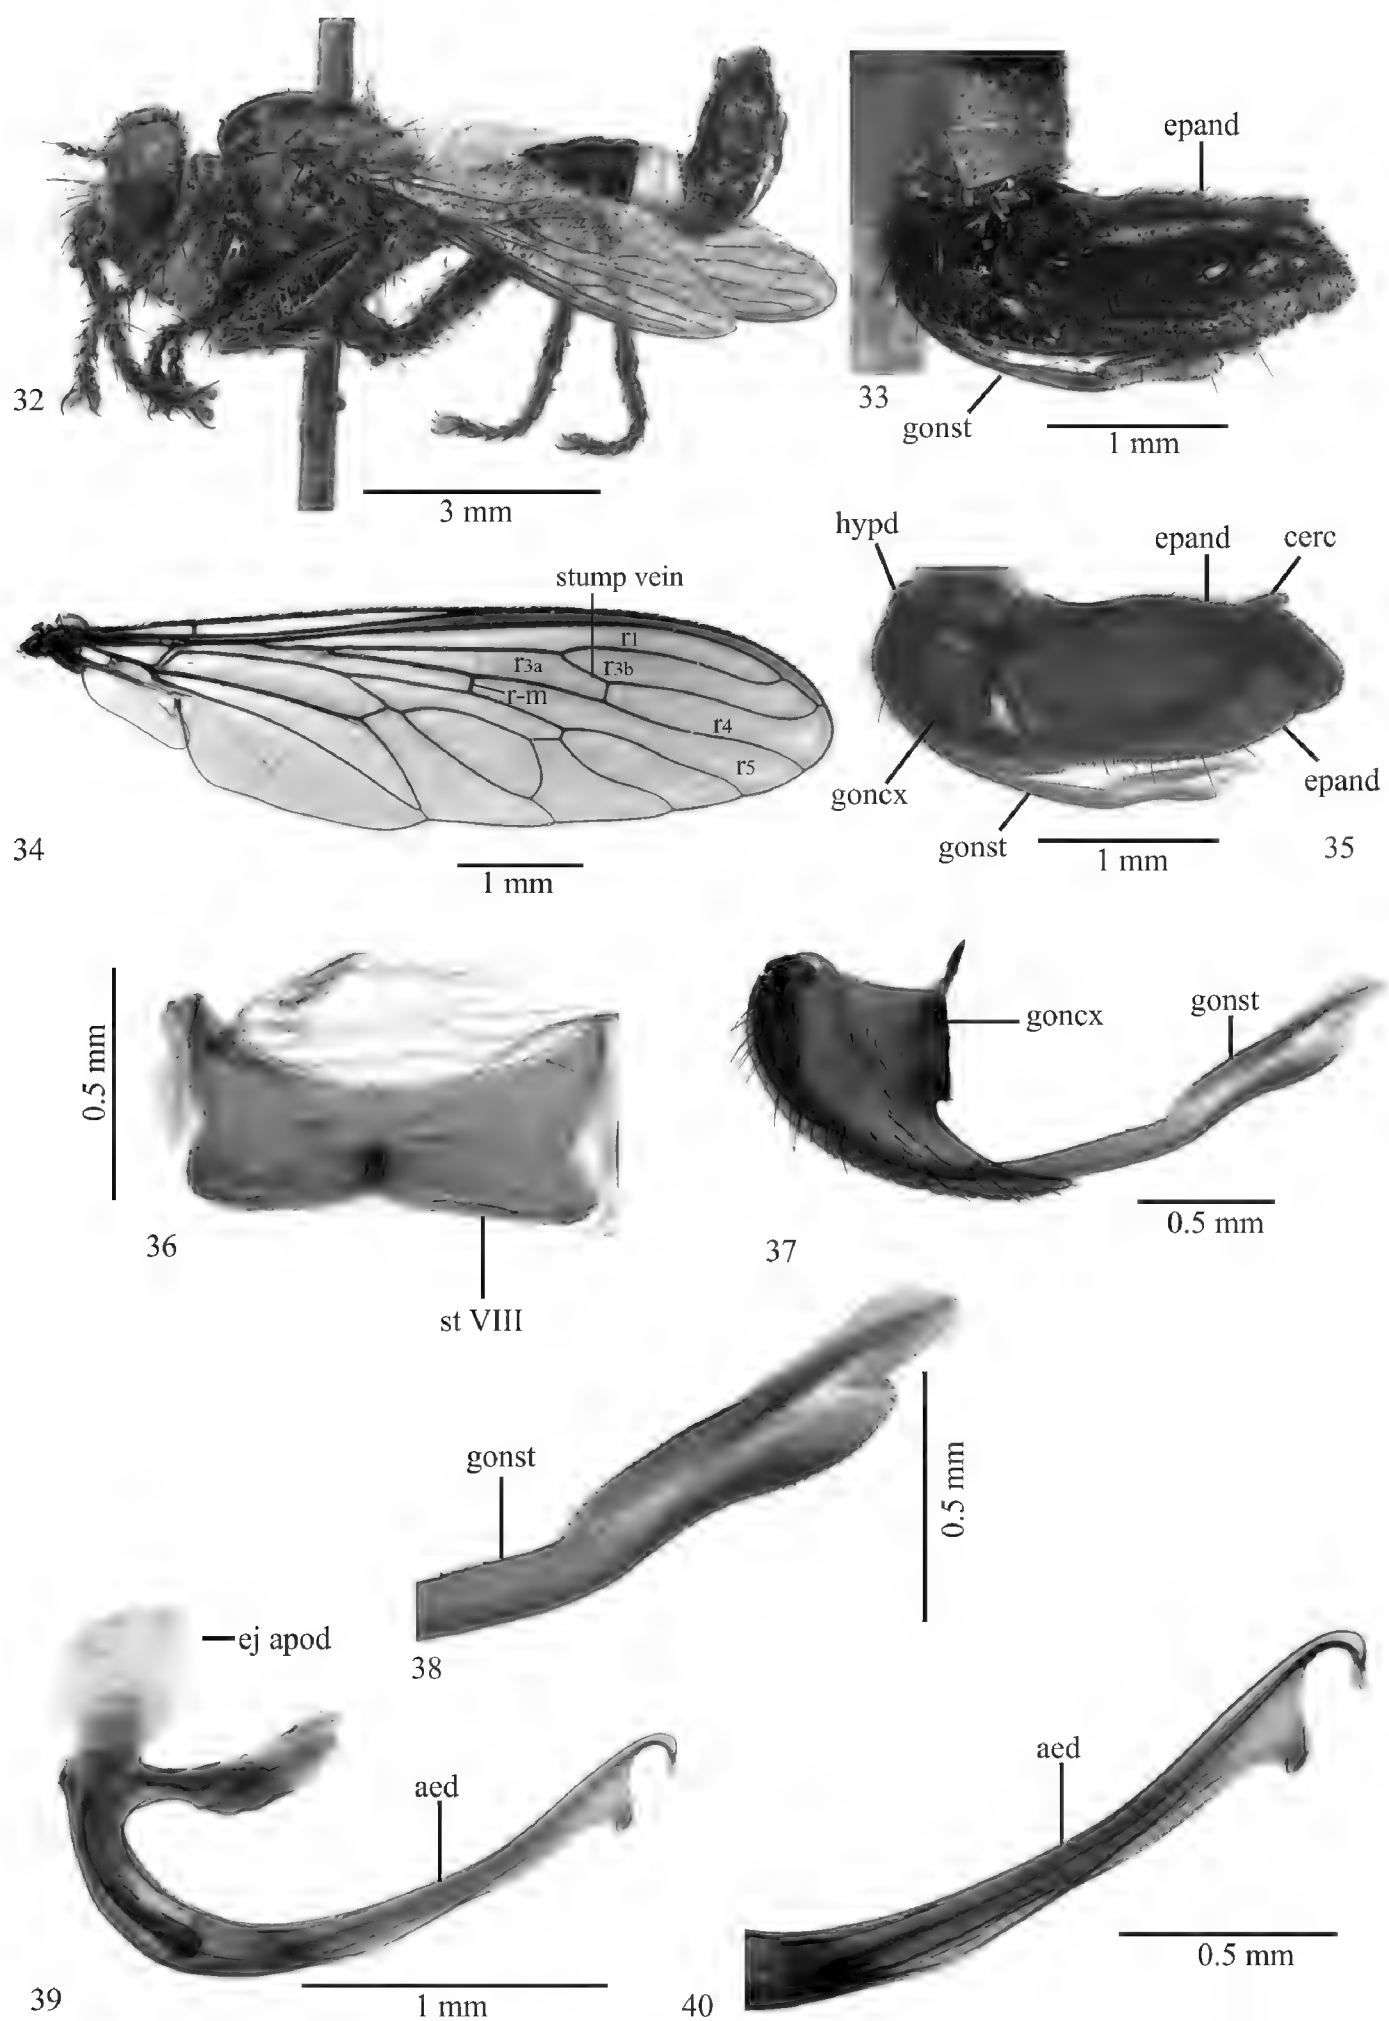 epand
32
33
gonst
1 mm
3 mm
hypd
epand
cerc
stump vein
r1
r3a
r3b
r-m
r4
r5
goncx
epand
gonst
34
1 mm
35
1 mm
0.5 mm
gonst
goncx
36
37
0.5 mm
st VIII
gonst
0.5 mm
ej apod
38
aed
aed
0.5 mm
39
1 mm
40